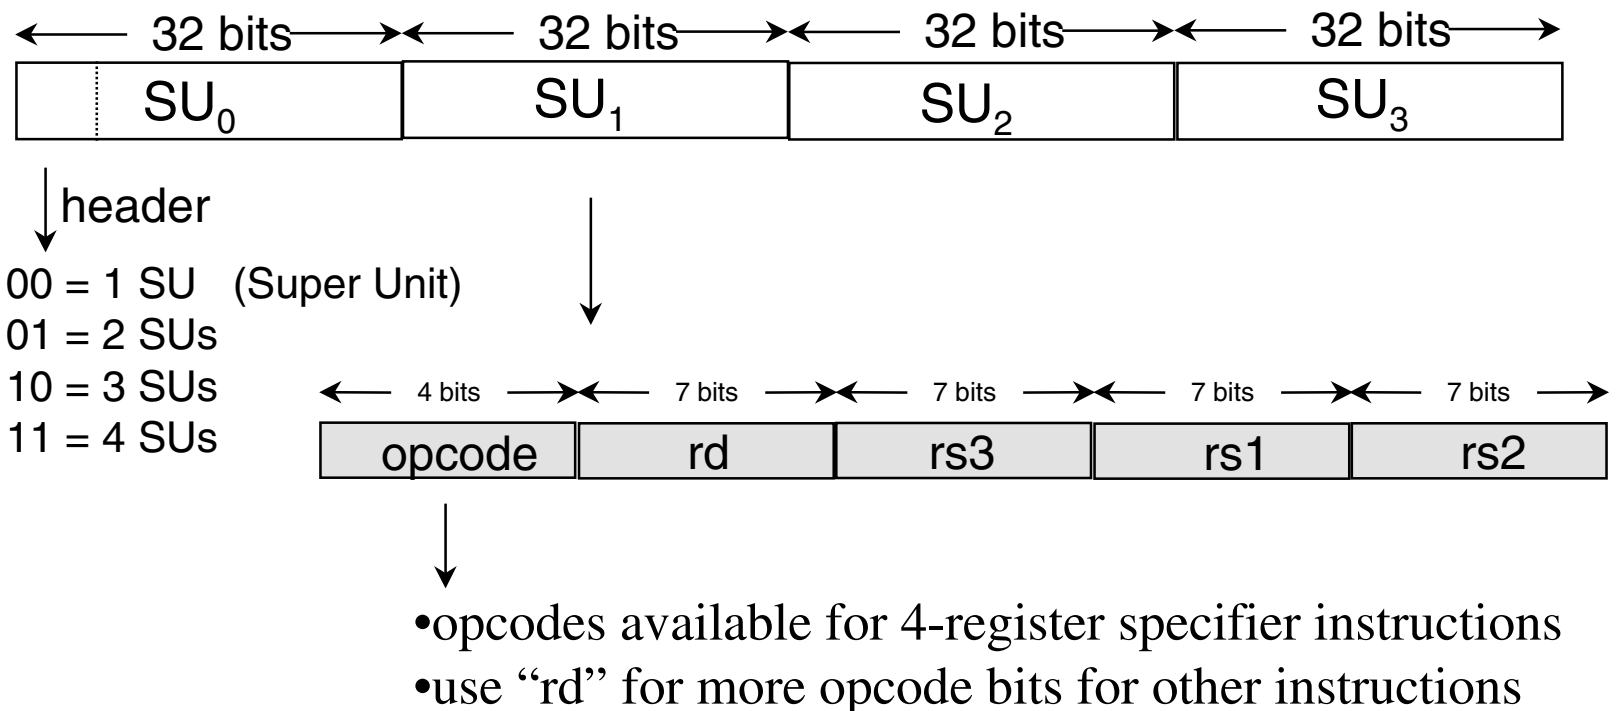 32 bits 32 bits 32 bits 32 bits
SU₀ SU₁ SU₂ SU₃
header
00 = 1 SU (Super Unit)
01 = 2 SUs
10 = 3 SUs
11 = 4 SUs
4 bits 7 bits 7 bits 7 bits 7 bits
opcode rd rs3 rs1 rs2
•opcodes available for 4-register specifier instructions
•use “rd” for more opcode bits for other instructions